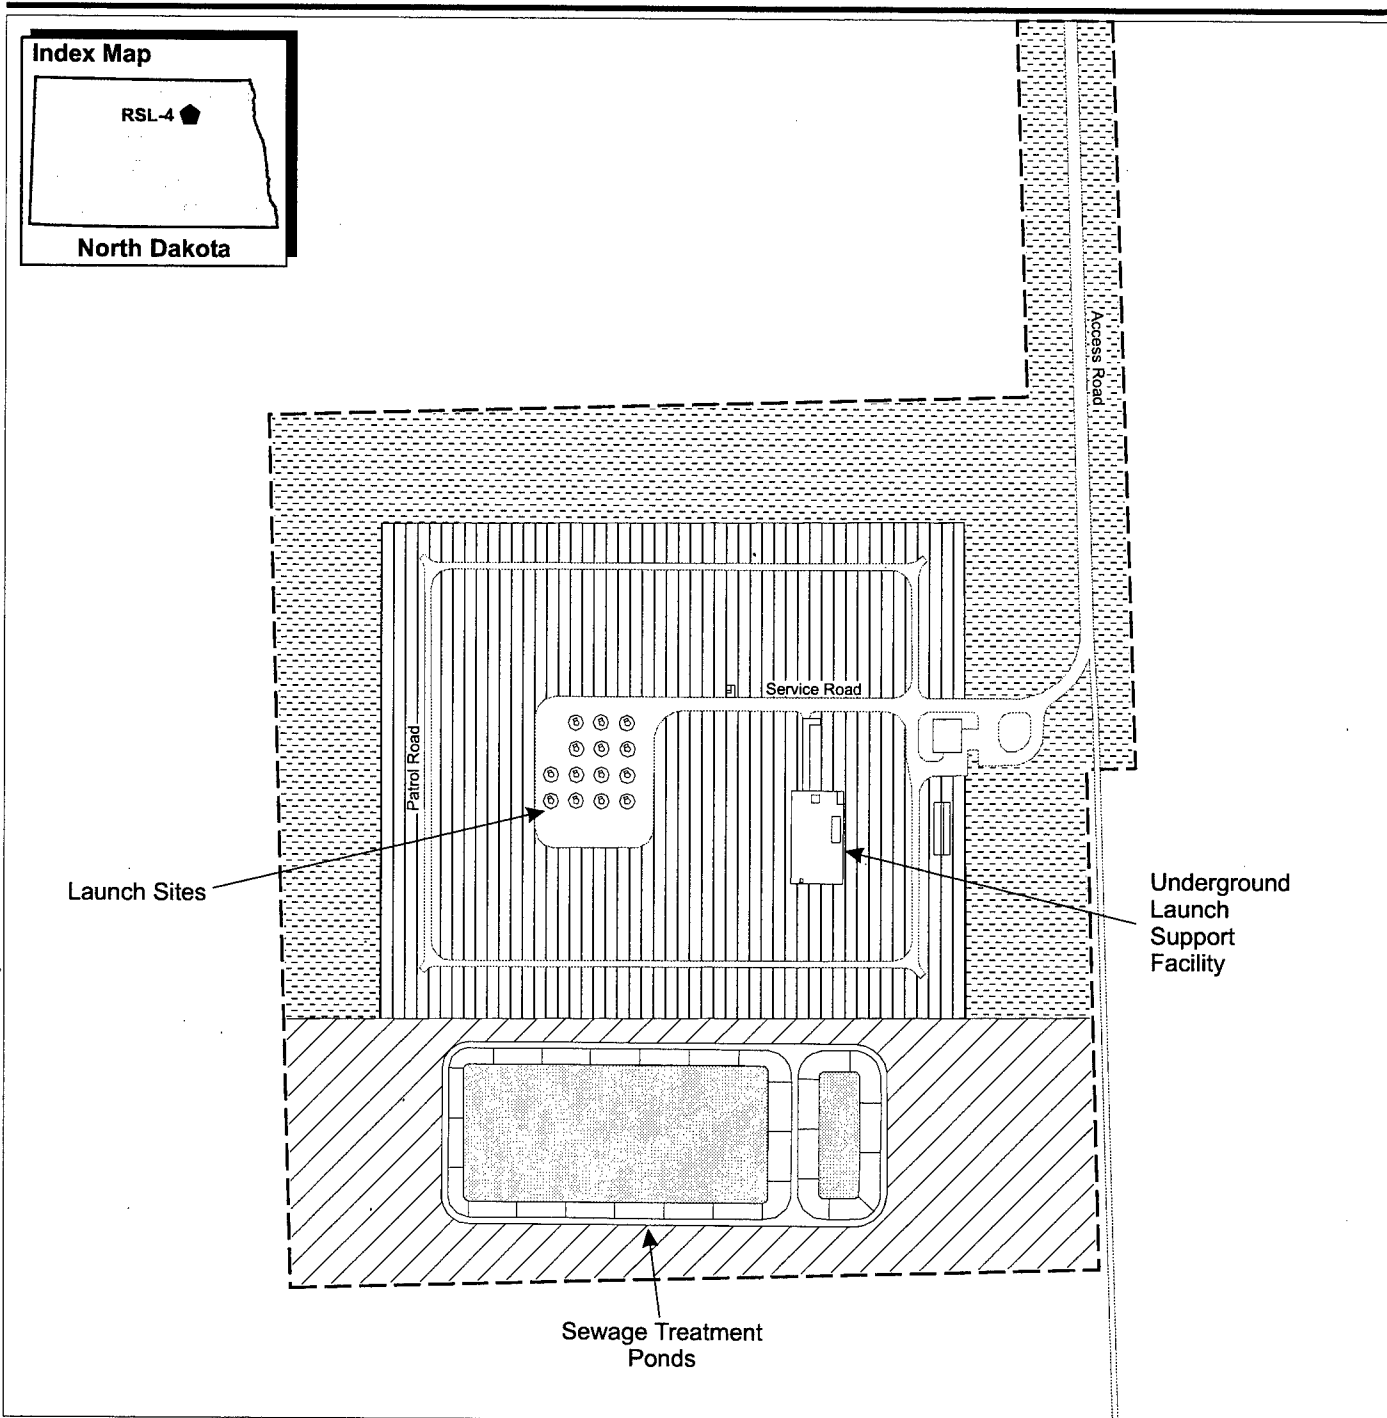 Index Map
RSL-4
North Dakota
Access Road
Service Road
Patrol Road
Launch Sites
Underground
Launch
Support
Facility
Sewage Treatment
Ponds